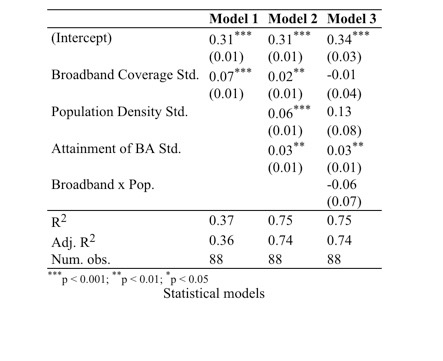 Model 1 Model 2 Model 3
(Intercept) 0.31*** 0.31*** 0.34***
(0.01) (0.01) (0.03)
Broadband Coverage Std. 0.07*** 0.02** -0.01
(0.01) (0.01) (0.04)
Population Density Std. 0.06*** 0.13
(0.01) (0.08)
Attainment of BA Std. 0.03** 0.03**
(0.01) (0.01)
Broadband x Pop. -0.06
(0.07)
R2 0.37 0.75 0.75
Adj. R2 0.36 0.74 0.74
Num. obs. 88 88 88
***p < 0.001; **p < 0.01; *p < 0.05
Statistical models